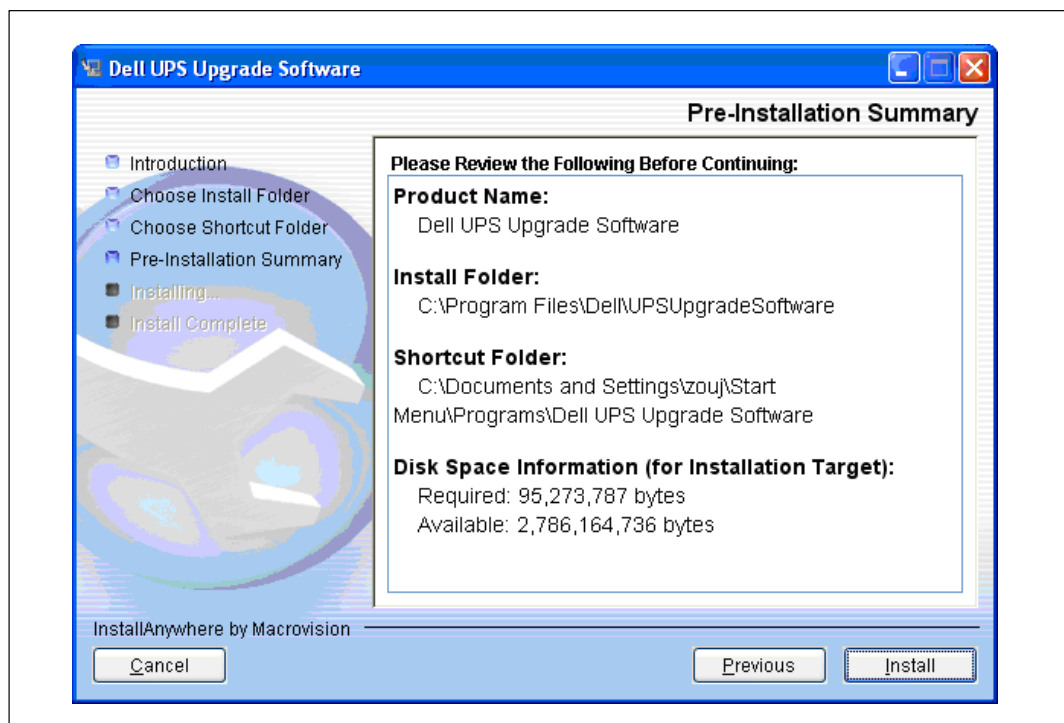 Dell UPS Upgrade Software
Pre-Installation Summary
Introduction
Choose Install Folder
Choose Shortcut Folder
Pre-Installation Summary
Installing...
Install Complete
Please Review the Following Before Continuing:
Product Name:
Dell UPS Upgrade Software
Install Folder:
C:\Program Files\Dell\UPSUpgradeSoftware
Shortcut Folder:
C:\Documents and Settings\zouj\Start
Menu\Programs\Dell UPS Upgrade Software
Disk Space Information (for Installation Target):
Required: 95,273,787 bytes
Available: 2,786,164,736 bytes
InstallAnywhere by Macrovision
Cancel
Previous
Install